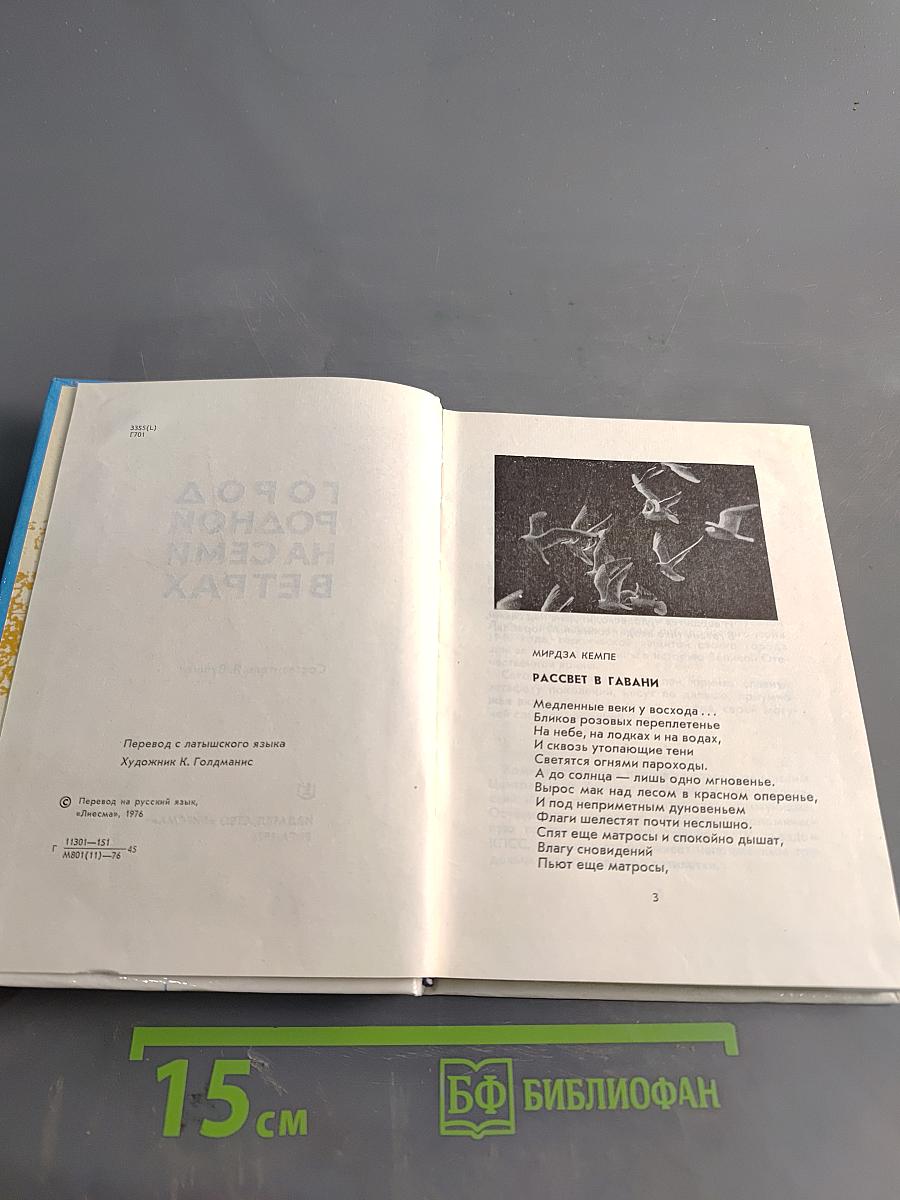 3355(L)
Г701
ГОРОД
РОДНОЙ
НА СЕМИ
ВЕТРАХ
Перевод с латышского языка
Художник К. Голдманис
© Перевод на русский язык,
«Лиесма», 1976
Г 11301—151
М801(11)—76 45
МИРДЗА КЕМПЕ
РАССВЕТ В ГАВАНИ
Медленные веки у восхода...
Бликов розовых переплетенье
На небе, на лодках и на водах,
И сквозь утопающие тени
Светятся огнями пароходы.
А до солнца — лишь одно мгновенье.
Вырос мак над лесом в красном оперенье,
И под неприметным дуновеньем
Флаги шелестят почти неслышно.
Спят еще матросы и спокойно дышат,
Влагу сновидений
Пьют еще матросы,
3
15 см
БФ БИБЛИОФАН